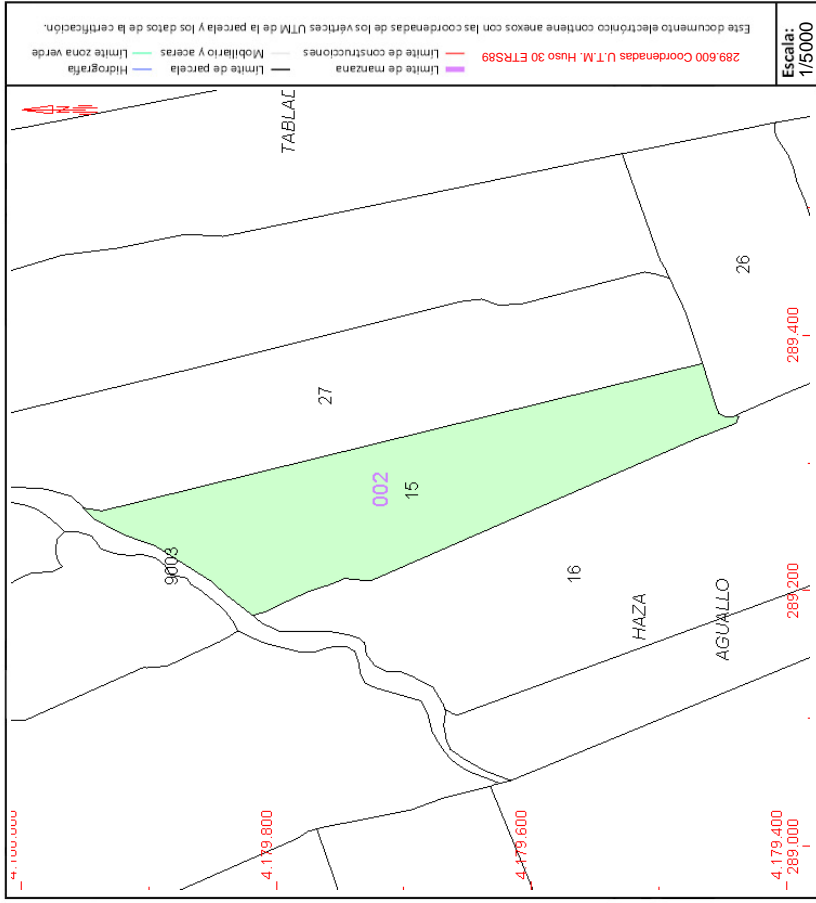 Este documento electrónico contiene anexos con las coordenadas de los vértices UTM de la parcela y los datos de la certificación.
289.600 Coordenadas U.T.M. Huso 30 ETRS89
Límite de manzana
Límite de parcela
Hidrografía
Límite de construcciones
Mobiliario y aceras
Límite zona verde
Escala:
1/5000
TABLAD
26
27
002
15
9003
16
HAZA
AGUALLO
289.400
289.200
289.000
4.179.800
4.179.600
4.179.400